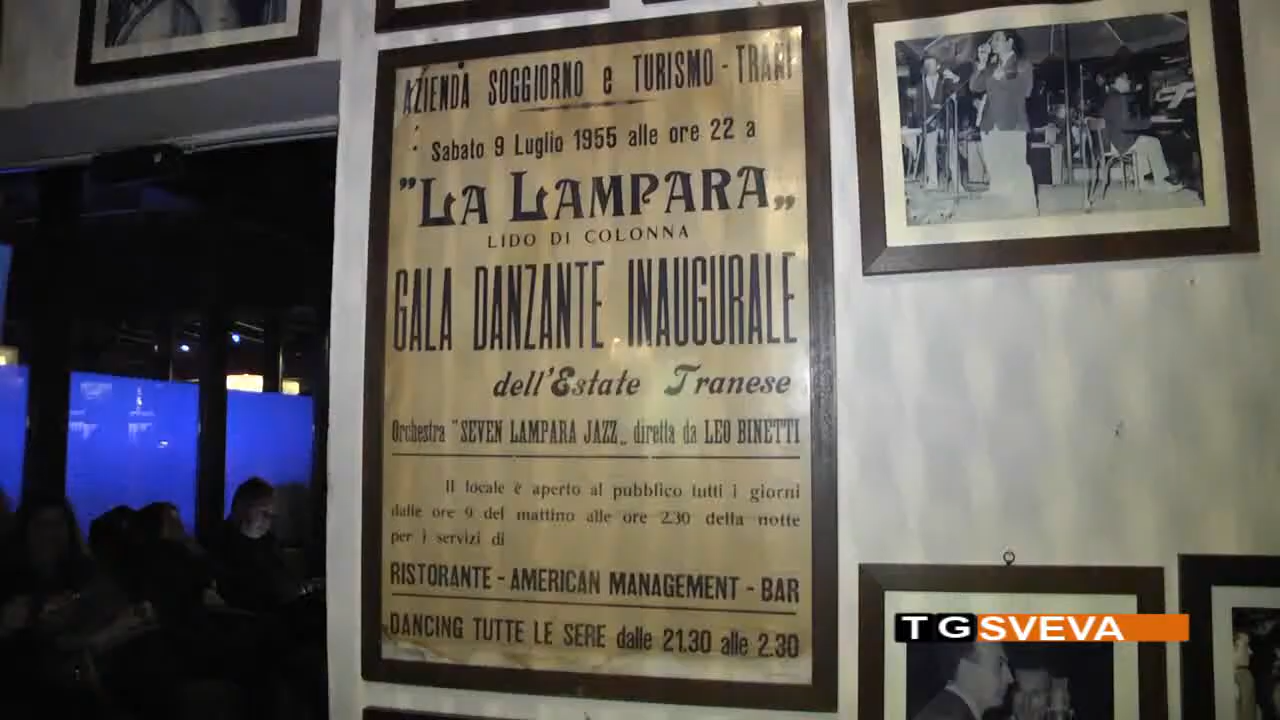 AZIENDA SOGGIORNO e TURISMO - TRANI
Sabato 9 Luglio 1955 alle ore 22 a
"LA LAMPARA„
LIDO DI COLONNA
GALA DANZANTE INAUGURALE
dell'Estate Tranese
Orchestra "SEVEN LAMPARA JAZZ„ diretta da LEO BINETTI
Il locale è aperto al pubblico tutti i giorni
dalle ore 9 del mattino alle ore 2.30 della notte
per i servizi di
RISTORANTE - AMERICAN MANAGEMENT - BAR
DANCING TUTTE LE SERE dalle 21.30 alle 2.30
TGSVEVA